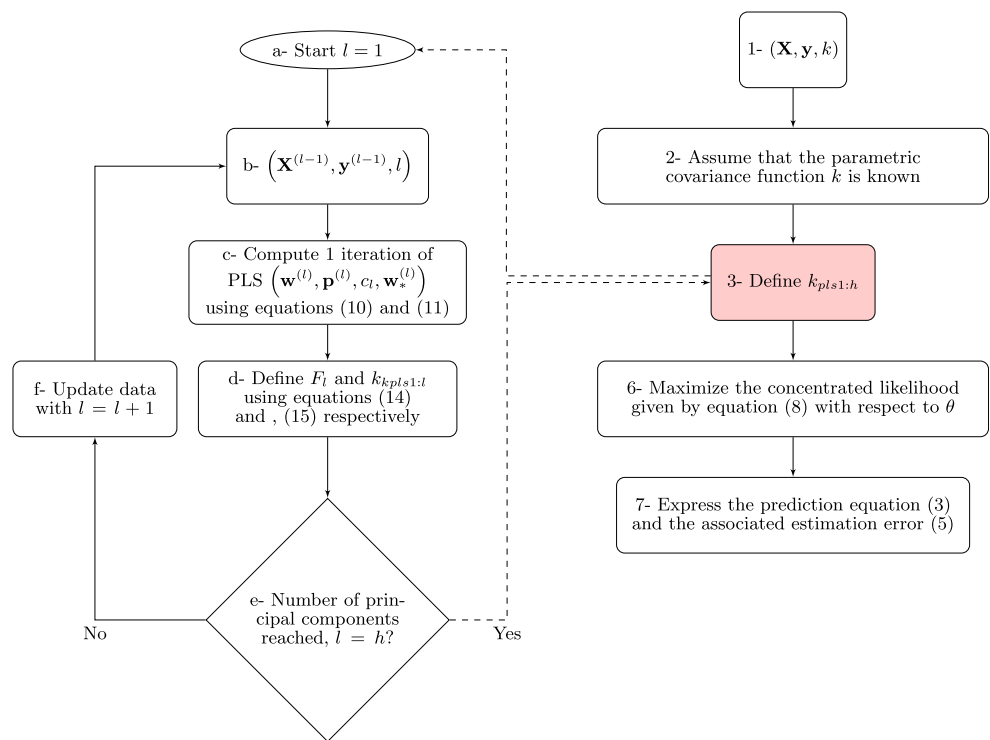 a- Start l = 1
b- (X^(l−1), y^(l−1), l)
c- Compute 1 iteration of
PLS (w^(l), p^(l), c_l, w_*^(l))
using equations (10) and (11)
d- Define F_l and k_kpls1:l
using equations (14)
and , (15) respectively
f- Update data
with l = l + 1
e- Number of prin-
cipal components
reached, l = h?
No
Yes
1- (X, y, k)
2- Assume that the parametric
covariance function k is known
3- Define k_pls1:h
6- Maximize the concentrated likelihood
given by equation (8) with respect to θ
7- Express the prediction equation (3)
and the associated estimation error (5)